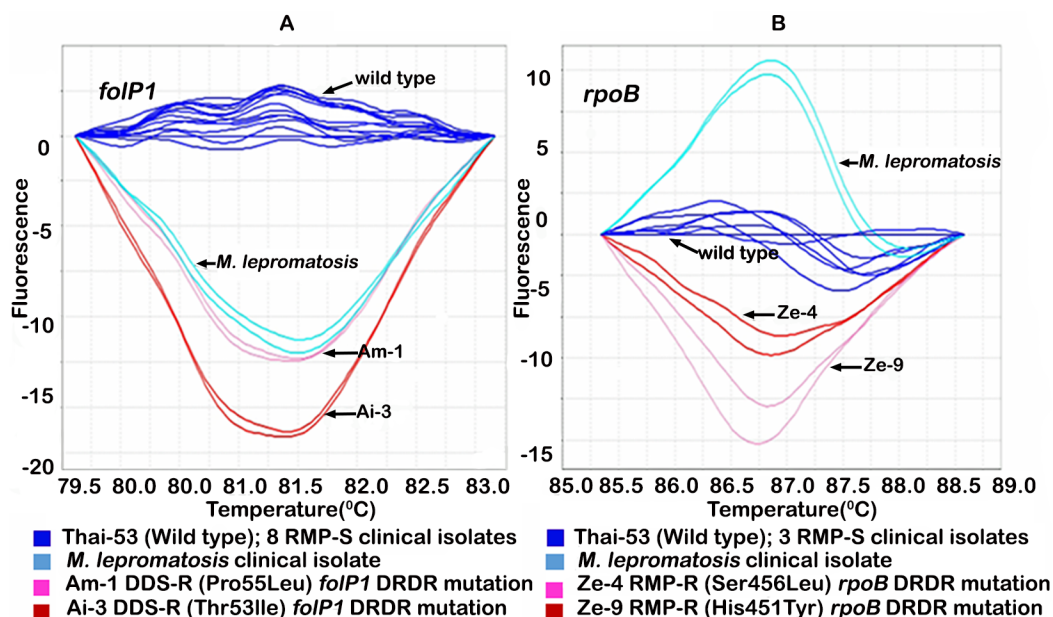 A
B
folP1
wild type
M. lepromatosis
Am-1
Ai-3
Fluorescence
0
-5
-10
-15
-20
79.5 80.0 80.0 81.0 81.5 82.0 82.5 83.0
Temperature(⁰C)
rpoB
M. lepromatosis
wild type
Ze-4
Ze-9
Fluorescence
10
5
0
-5
-10
-15
85.0 85.5 86.0 86.5 87.0 87.5 88.0 88.5 89.0
Temperature(⁰C)
Thai-53 (Wild type); 8 RMP-S clinical isolates
M. lepromatosis clinical isolate
Am-1 DDS-R (Pro55Leu) folP1 DRDR mutation
Ai-3 DDS-R (Thr53Ile) folP1 DRDR mutation
Thai-53 (Wild type); 3 RMP-S clinical isolates
M. lepromatosis clinical isolate
Ze-4 RMP-R (Ser456Leu) rpoB DRDR mutation
Ze-9 RMP-R (His451Tyr) rpoB DRDR mutation